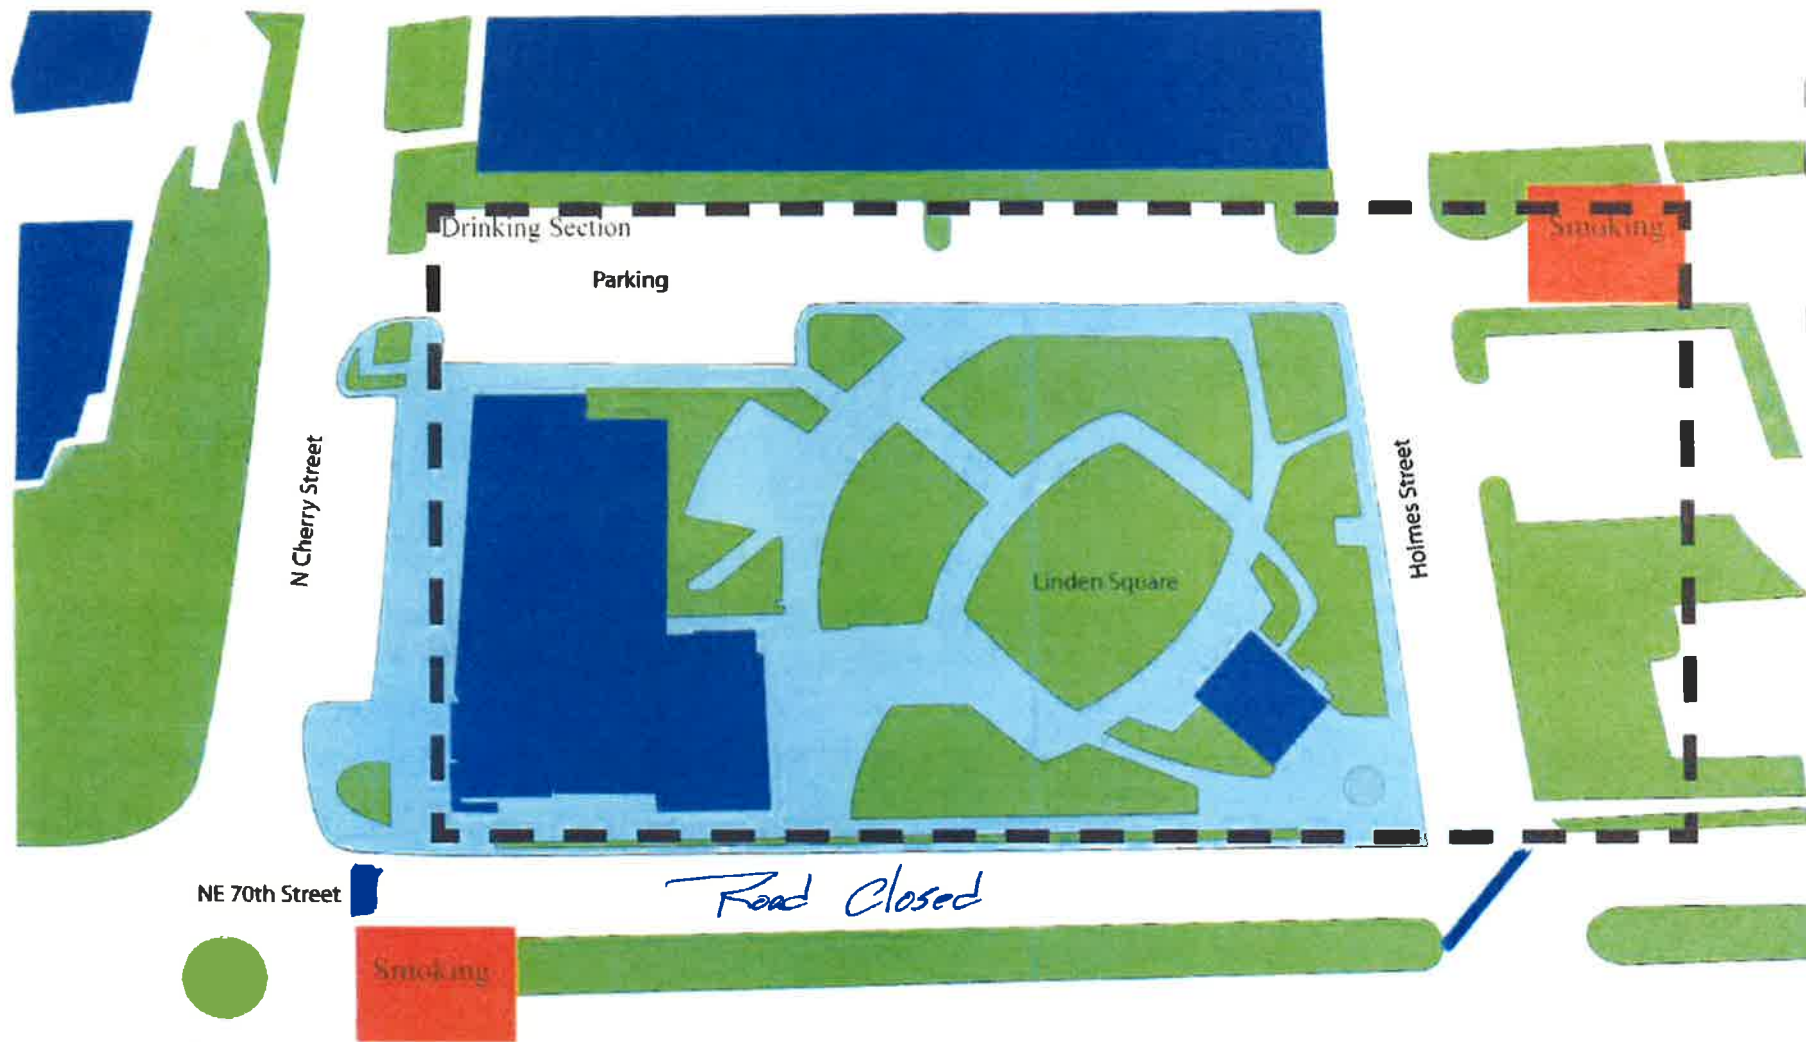 Drinking Section
Smoking
Parking
N Cherry Street
Holmes Street
Linden Square
NE 70th Street
Road Closed
Smoking